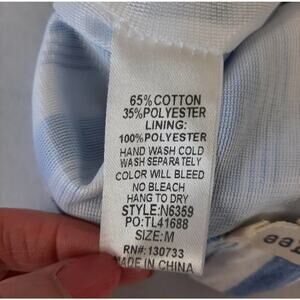 65%COTTON
35%POLYESTER
LINING:
100%POLYESTER
HAND WASH COLD
WASH SEPARATELY
COLOR WILL BLEED
NO BLEACH
HANG TO DRY
STYLE:N6359
PO:TL41688
SIZE:M
RN#:130733
MADE IN CHINA